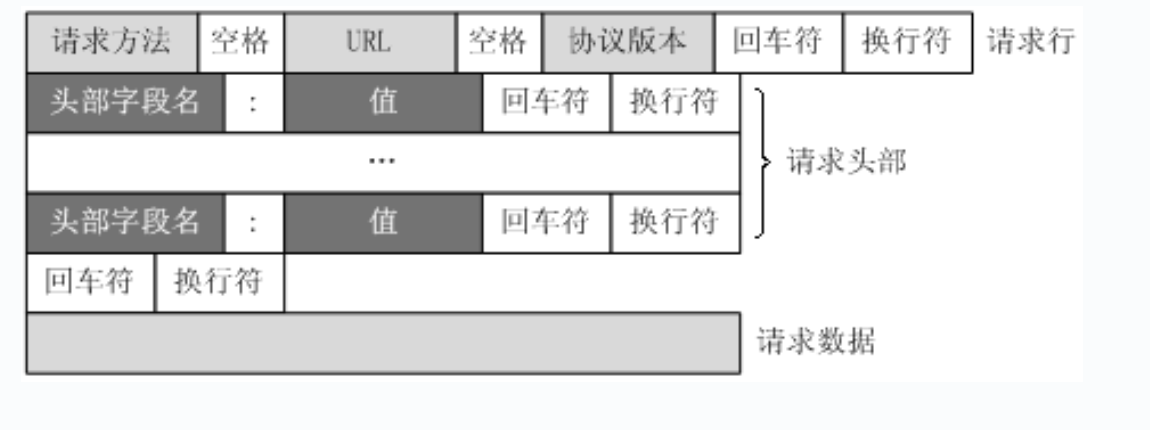 请求方法 空格 URL 空格 协议版本 回车符 换行符 请求行
头部字段名 : 值 回车符 换行符
… 请求头部
头部字段名 : 值 回车符 换行符
回车符 换行符
请求数据